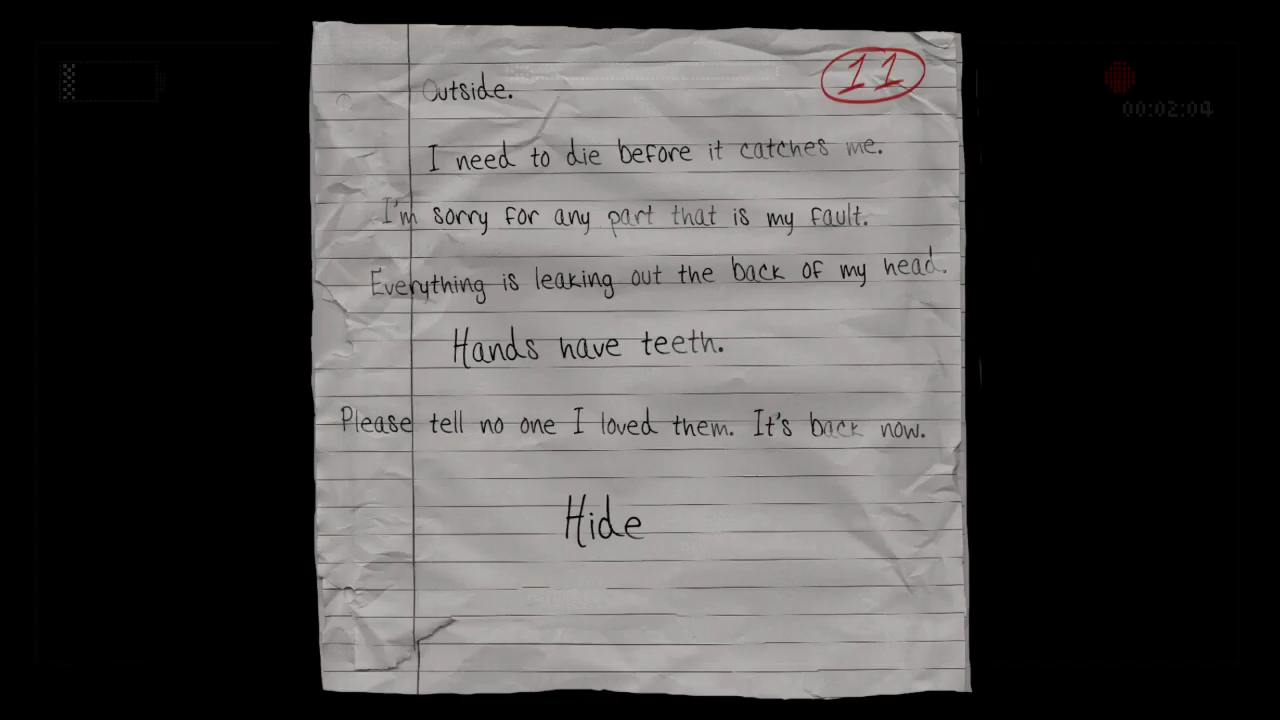 11
Outside.
00:02:04
I need to die before it catches me.
I'm sorry for any part that is my fault.
Everything is leaking out the back of my head.
Hands have teeth.
Please tell no one I loved them. It's back now.
Hide